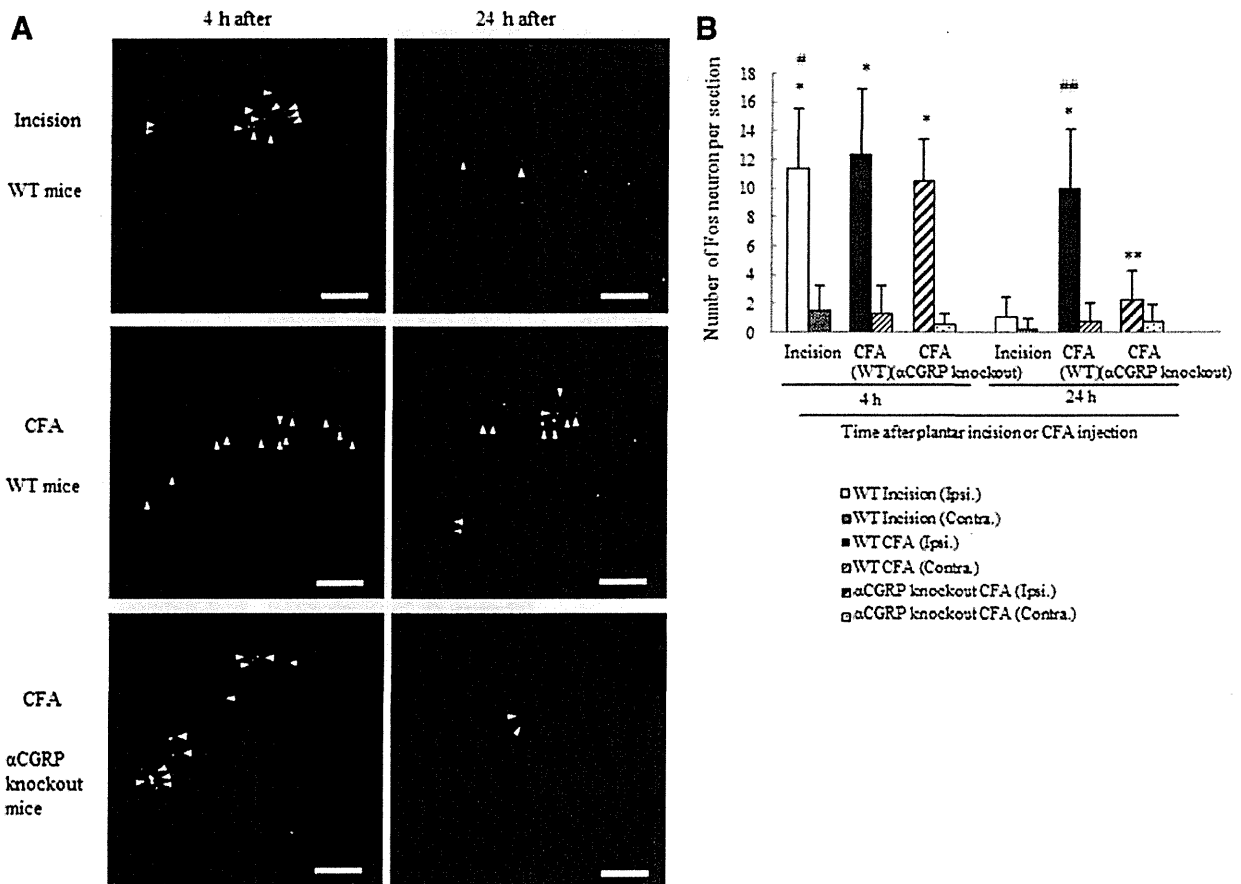 A
4 h after
24 h after
Incision
WT mice
CFA
WT mice
CFA
αCGRP
knockout
mice
B
Number of Fos neuron per section
18
16
14
12
10
8
6
4
2
0
#
*
*
*
##
*
**
Incision
CFA
(WT)
CFA
(αCGRP knockout)
Incision
CFA
(WT)
CFA
(αCGRP knockout)
4 h
24 h
Time after plantar incision or CFA injection
WT Incision (Ipsi.)
WT Incision (Contra.)
WT CFA (Ipsi.)
WT CFA (Contra.)
αCGRP knockout CFA (Ipsi.)
αCGRP knockout CFA (Contra.)